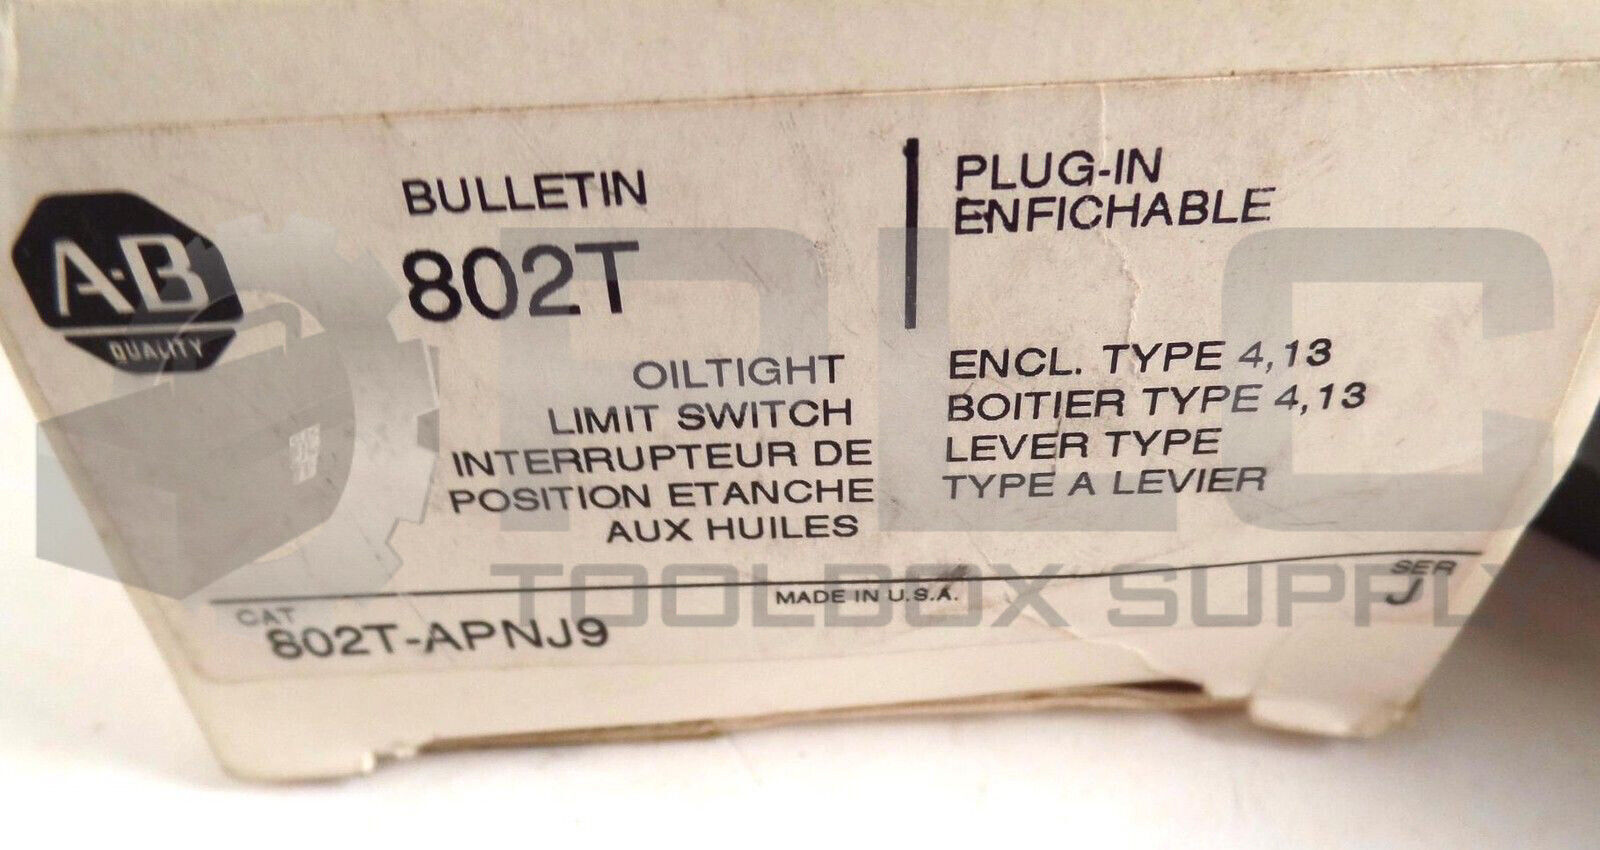 A-B
QUALITY
BULLETIN
802T
OILTIGHT
LIMIT SWITCH
INTERRUPTEUR DE
POSITION ETANCHE
AUX HUILES
PLUG-IN
ENFICHABLE
ENCL. TYPE 4,13
BOITIER TYPE 4,13
LEVER TYPE
TYPE A LEVIER
MADE IN U.S.A.
SER
J
CAT
802T-APNJ9
PLC
TOOLBOX SUPPLY